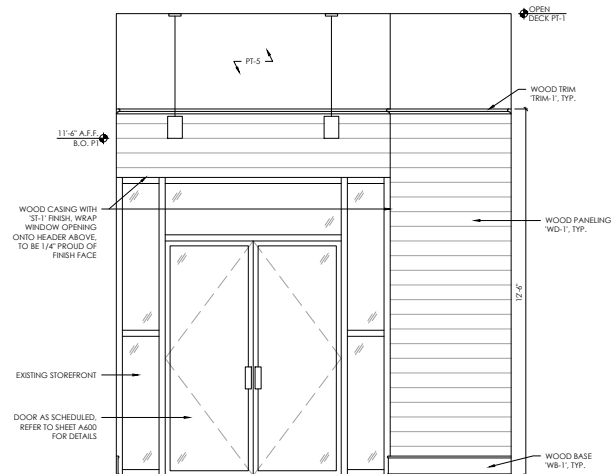 OPEN
DECK PT-1
PT-5
WOOD TRIM
'TRIM-1', TYP.
11'-6" A.F.F.
B.O. P1
WOOD CASING WITH
'ST-1' FINISH, WRAP
WINDOW OPENING
ONTO HEADER ABOVE,
TO BE 1/4" PROUD OF
FINISH FACE
WOOD PANELING
'WD-1', TYP.
12'-6"
EXISTING STOREFRONT
DOOR AS SCHEDULED,
REFER TO SHEET A600
FOR DETAILS
WOOD BASE
'WB-1', TYP.